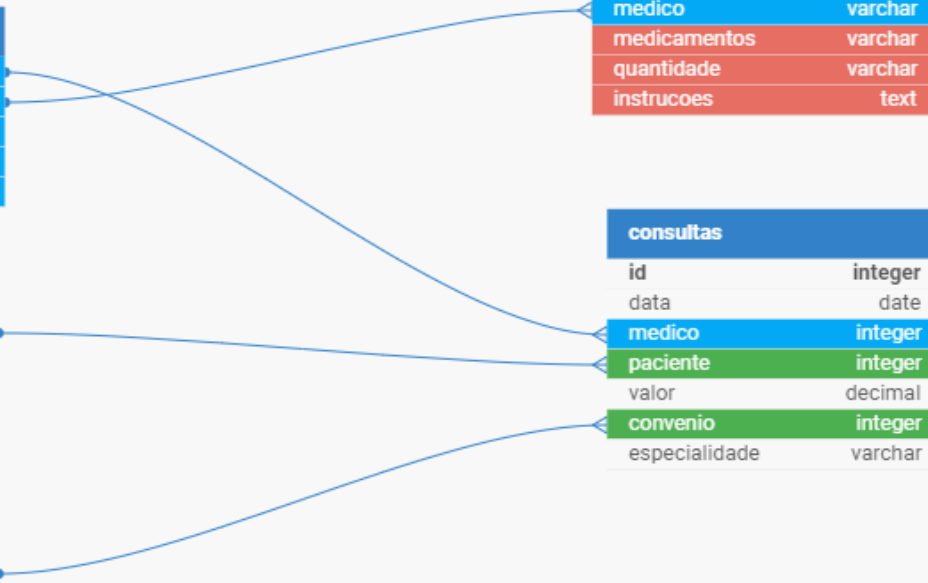 medico varchar
medicamentos varchar
quantidade varchar
instrucoes text
consultas
id integer
data date
medico integer
paciente integer
valor decimal
convenio integer
especialidade varchar